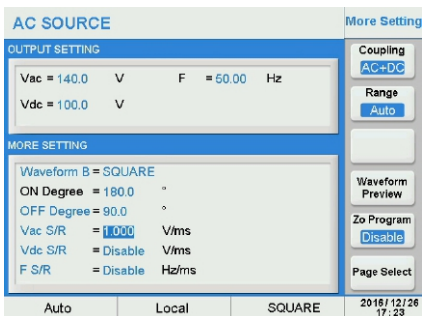 AC SOURCE
More Setting
OUTPUT SETTING
Vac = 140.0 V F = 50.00 Hz
Vdc = 100.0 V
MORE SETTING
Waveform B = SQUARE
ON Degree = 180.0 °
OFF Degree = 90.0 °
Vac S/R = 1.000 V/ms
Vdc S/R = Disable V/ms
F S/R = Disable Hz/ms
Coupling
AC+DC
Range
Auto
Waveform
Preview
Zo Program
Disable
Page Select
Auto Local SQUARE
2016/12/26
17:23